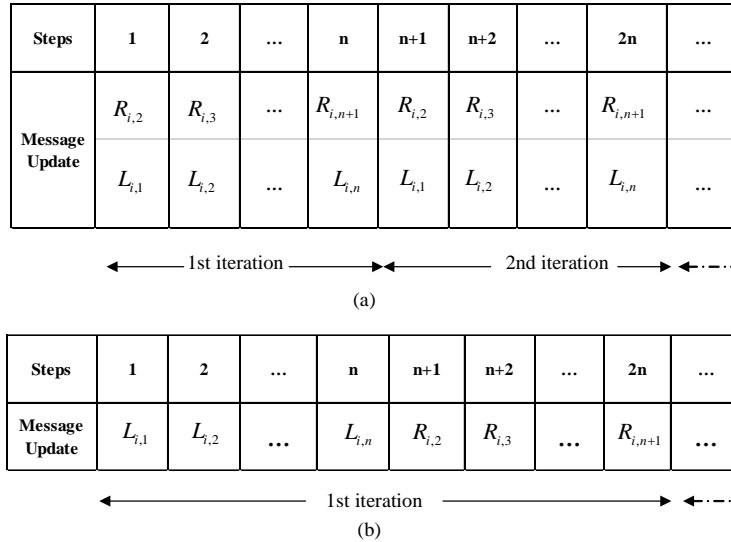 Steps 1 2 ... n n+1 n+2 ... 2n ...
Message Update
R_{i,2} R_{i,3} ... R_{i,n+1} R_{i,2} R_{i,3} ... R_{i,n+1} ...
L_{i,1} L_{i,2} ... L_{i,n} L_{i,1} L_{i,2} ... L_{i,n} ...
1st iteration 2nd iteration
(a)
Steps 1 2 ... n n+1 n+2 ... 2n ...
Message Update L_{i,1} L_{i,2} ... L_{i,n} R_{i,2} R_{i,3} ... R_{i,n+1} ...
1st iteration
(b)